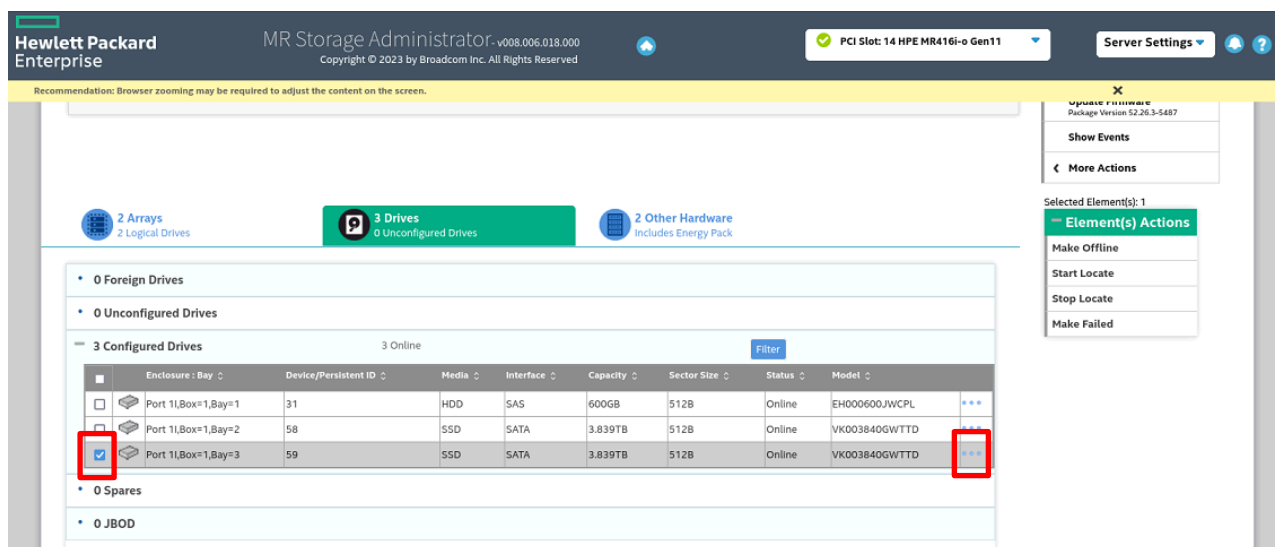 Hewlett Packard
Enterprise
MR Storage Administrator- v008.006.018.000
Copyright © 2023 by Broadcom Inc. All Rights Reserved
PCI Slot: 14 HPE MR416i-o Gen11
Server Settings
Recommendation: Browser zooming may be required to adjust the content on the screen.
Update Firmware
Package Version 52.26.3-5487
Show Events
More Actions
2 Arrays
2 Logical Drives
3 Drives
0 Unconfigured Drives
2 Other Hardware
Includes Energy Pack
Selected Element(s): 1
Element(s) Actions
Make Offline
Start Locate
Stop Locate
Make Failed
0 Foreign Drives
0 Unconfigured Drives
3 Configured Drives 3 Online Filter
Enclosure : Bay Device/Persistent ID Media Interface Capacity Sector Size Status Model
Port 1I,Box=1,Bay=1 31 HDD SAS 600GB 512B Online EH000600JWCPL
Port 1I,Box=1,Bay=2 58 SSD SATA 3.839TB 512B Online VK003840GWTTD
Port 1I,Box=1,Bay=3 59 SSD SATA 3.839TB 512B Online VK003840GWTTD
0 Spares
0 JBOD